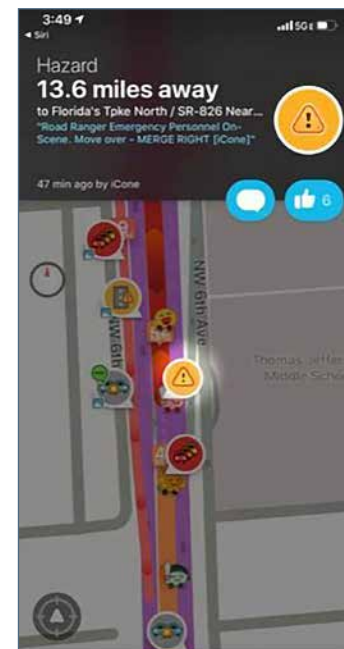 3:49
5G E
Siri
Hazard
13.6 miles away
to Florida's Tpke North / SR-826 Near...
"Road Ranger Emergency Personnel On-
Scene. Move over - MERGE RIGHT [iCone]"
47 min ago by iCone
6
NW 6th
NW 6th Ave
Thomas Jeffer
Middle School